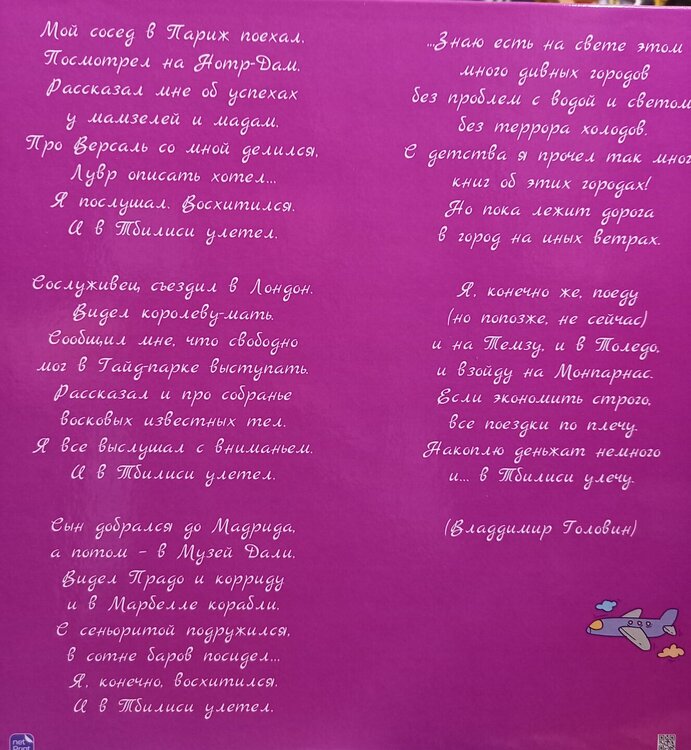 Мой сосед в Париж поехал.
Посмотрел на Нотр-Дам.
Рассказал мне об успехах
у мамзелей и мадам.
Про Версаль со мной делился,
Лувр описать хотел...
Я послушал. Восхитился.
И в Тбилиси улетел.
Сослуживец съездил в Лондон.
Видел королеву-мать.
Сообщил мне, что свободно
мог в Гайд-парке выступать.
Рассказал и про собранье
восковых известных тел.
Я все выслушал с вниманьем.
И в Тбилиси улетел.
Сын добрался до Мадрида,
а потом – в Музей Дали,
Видел Прадо и корриду
и в Марбелле корабли.
С сеньоритой подружился,
в сотне баров посидел...
Я, конечно, восхитился.
И в Тбилиси улетел.
...Знаю есть на свете этом
много дивных городов
без проблем с водой и светом,
без террора холодов.
С детства я прочел так мног
книг об этих городах!
Но пока лежит дорога
в город на иных ветрах.
Я, конечно же, поеду
(но попозже, не сейчас)
и на Темзу, и в Толедо,
и взойду на Монпарнас.
Если экономить строго,
все поездки по плечу.
Накоплю деньжат немного
и... в Тбилиси улечу.
(Владдимир Головин)
net
Print